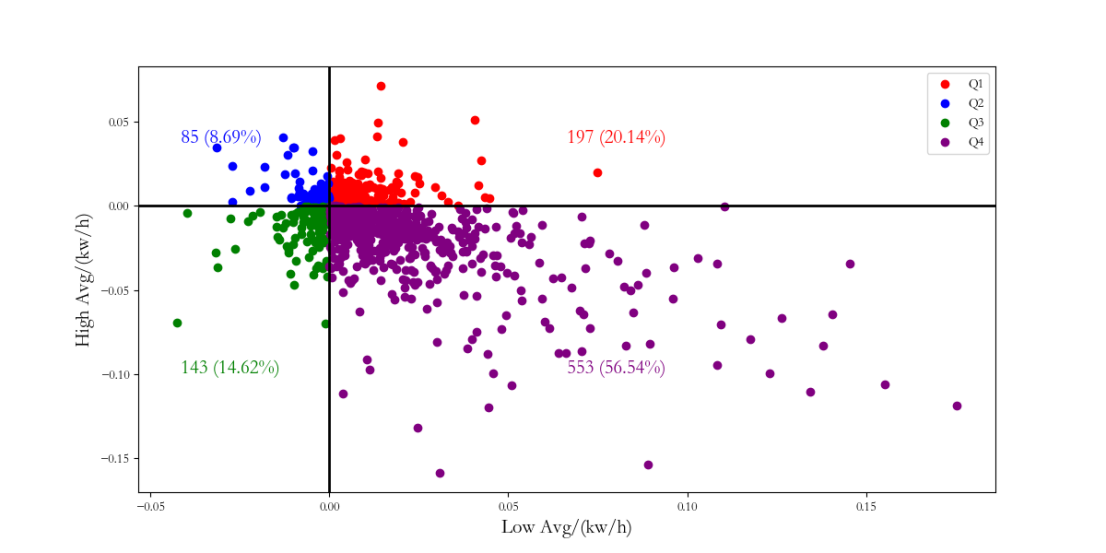 Q1
Q2
Q3
Q4
85 (8.69%)
197 (20.14%)
143 (14.62%)
553 (56.54%)
0.05
0.00
−0.05
−0.10
−0.15
High Avg/(kw/h)
−0.05
0.00
0.05
0.10
0.15
Low Avg/(kw/h)